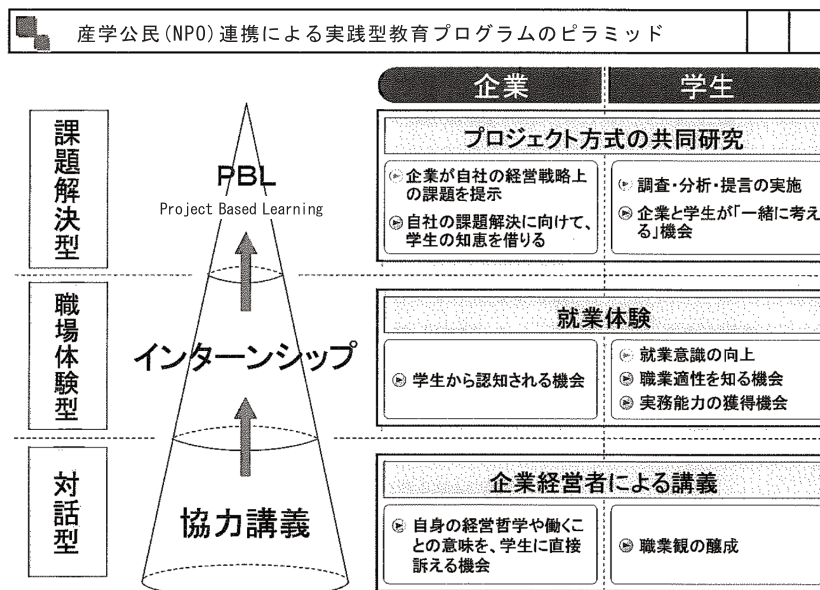 産学公民(NPO)連携による実践型教育プログラムのピラミッド
企業
学生
課題解決型
PBL
Project Based Learning
プロジェクト方式の共同研究
企業が自社の経営戦略上
の課題を提示
自社の課題解決に向けて、
学生の知恵を借りる
調査・分析・提言の実施
企業と学生が「一緒に考え
る」機会
職場体験型
インターンシップ
就業体験
学生から認知される機会
就業意識の向上
職業適性を知る機会
実務能力の獲得機会
対話型
協力講義
企業経営者による講義
自身の経営哲学や働くこ
との意味を、学生に直接
訴える機会
職業観の醸成